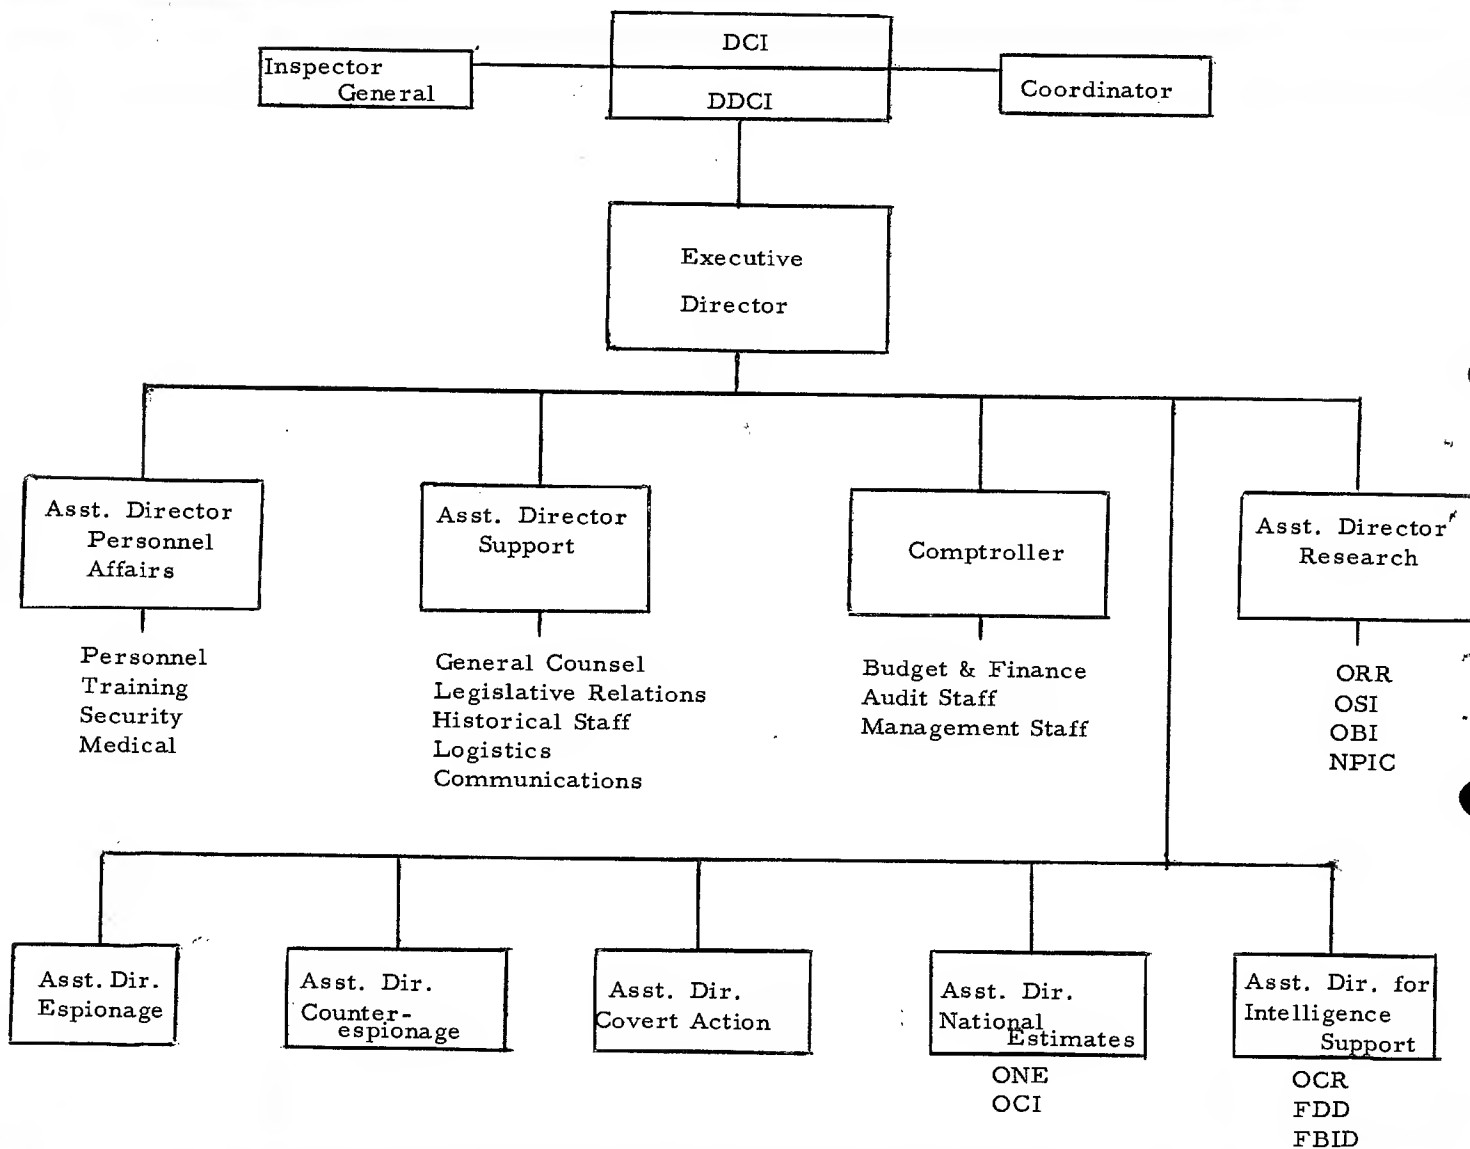 DCI
Inspector
General
DDCI
Coordinator
Executive
Director
Asst. Director
Personnel
Affairs
Asst. Director
Support
Comptroller
Asst. Director
Research
Personnel
Training
Security
Medical
General Counsel
Legislative Relations
Historical Staff
Logistics
Communications
Budget & Finance
Audit Staff
Management Staff
ORR
OSI
OBI
NPIC
Asst. Dir.
Espionage
Asst. Dir.
Counter-
espionage
Asst. Dir.
Covert Action
Asst. Dir.
National
Estimates
Asst. Dir. for
Intelligence
Support
ONE
OCI
OCR
FDD
FBID